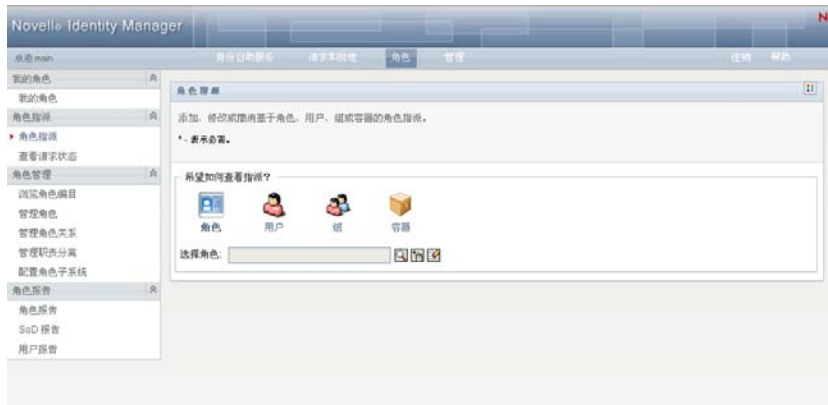 Novell® Identity Manager
N
欢迎 main
身份自助服务 请求和批准 角色 管理 注销 帮助
我的角色
我的角色
角色指派
角色指派
查看请求状态
角色管理
浏览角色编目
管理角色
管理角色关系
管理职责分离
配置角色子系统
角色报告
角色报告
SoD 报告
用户报告
角色指派
添加、修改或撤消基于角色、用户、组或容器的角色指派。
* - 表示必需。
希望如何查看指派?
角色 用户 组 容器
选择角色: